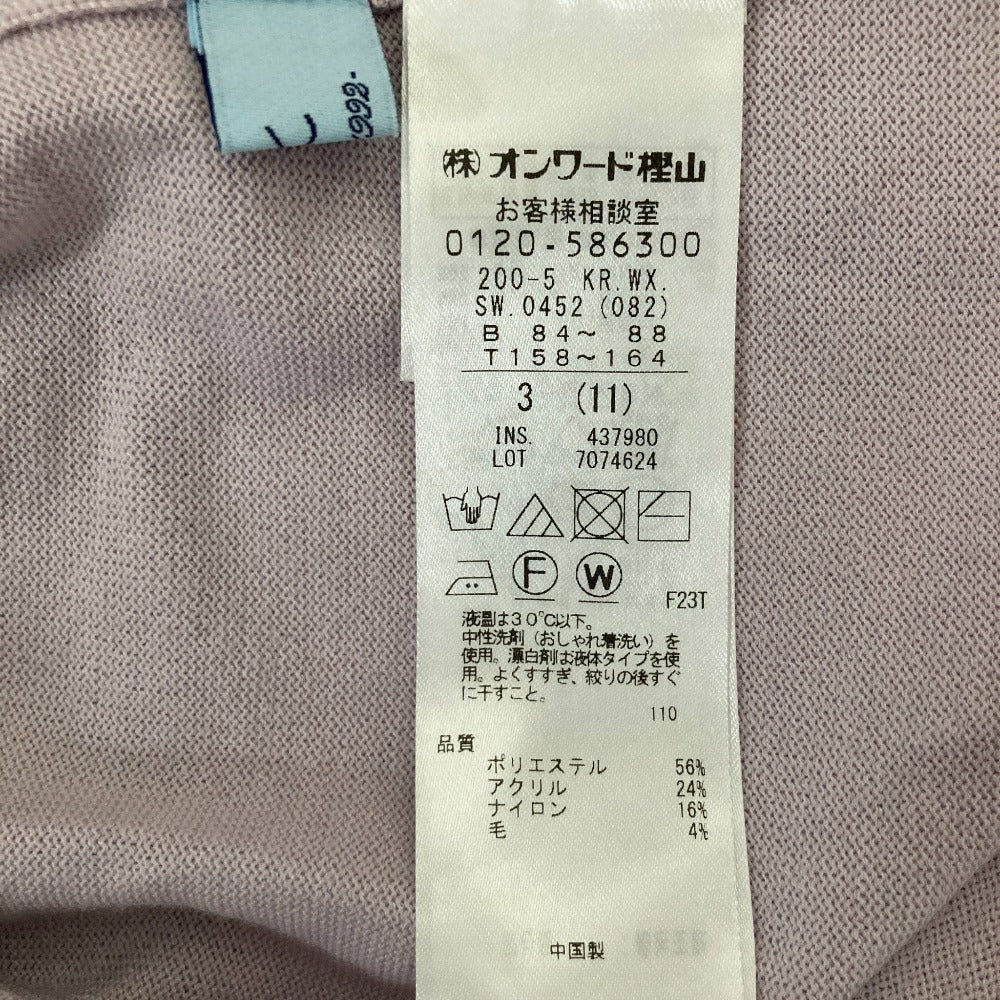 1992-
(株)オンワード樫山
お客様相談室
0120-586300
200-5 KR.WX.
SW.0452 (082)
B 84～ 88
T158～164
3 (11)
INS. 437980
LOT 7074624
F W
F23T
液温は30℃以下。
中性洗剤（おしゃれ着洗い）を
使用。漂白剤は液体タイプを使
用。よくすすぎ、絞りの後すぐ
に干すこと。
110
品質
ポリエステル 56%
アクリル 24%
ナイロン 16%
毛 4%
中国製